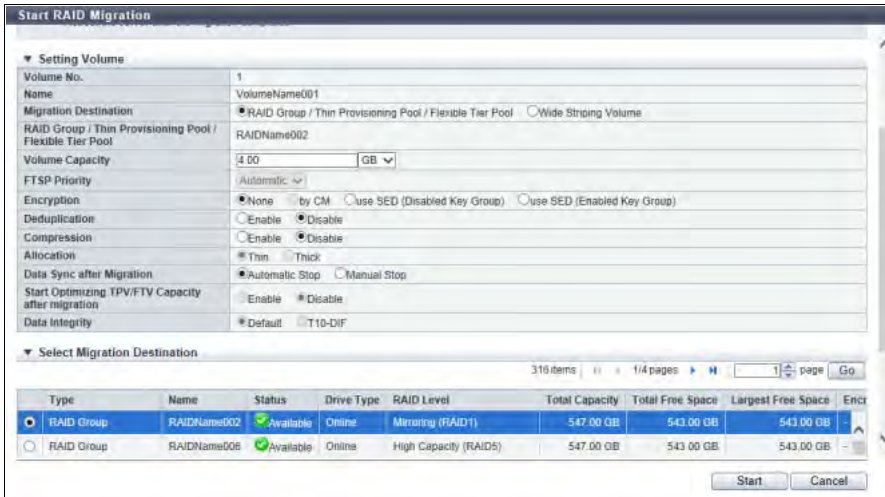 Start RAID Migration
Setting Volume
Volume No. 1
Name VolumeName001
Migration Destination RAID Group / Thin Provisioning Pool / Flexible Tier Pool Wide Striping Volume
RAID Group / Thin Provisioning Pool / Flexible Tier Pool RAIDName002
Volume Capacity 4.00 GB
FTSP Priority Automatic
Encryption None by CM use SED (Disabled Key Group) use SED (Enabled Key Group)
Deduplication Enable Disable
Compression Enable Disable
Allocation Thin Thick
Data Sync after Migration Automatic Stop Manual Stop
Start Optimizing TPV/FTV Capacity after migration Enable Disable
Data Integrity Default T10-DIF
Select Migration Destination
316 items 1/4 pages 1 page Go
Type Name Status Drive Type RAID Level Total Capacity Total Free Space Largest Free Space Encr
RAID Group RAIDName002 Available Online Mirroring (RAID1) 547.00 GB 543.00 GB 543.00 GB -
RAID Group RAIDName006 Available Online High Capacity (RAID5) 547.00 GB 543.00 GB 543.00 GB -
Start Cancel